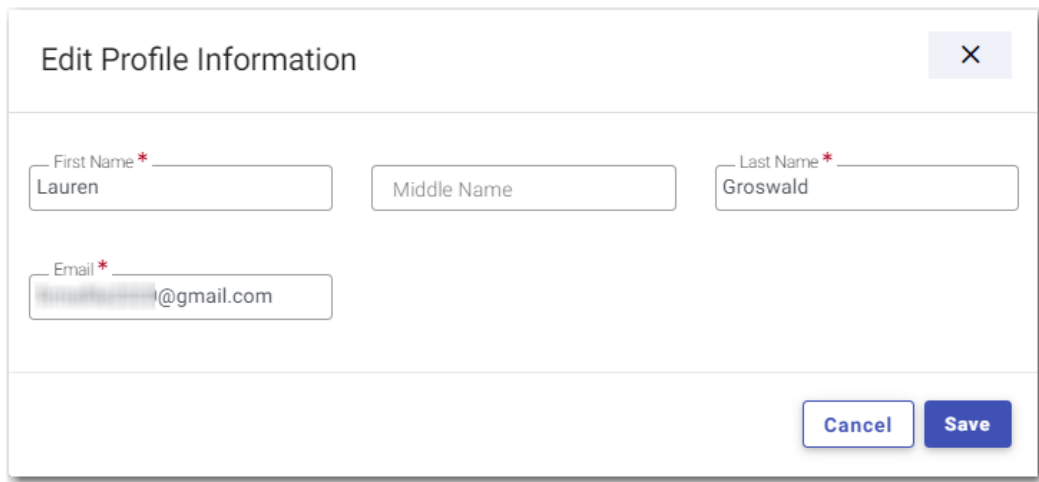 Edit Profile Information
First Name *
Lauren
Middle Name
Last Name *
Groswald
Email *
@gmail.com
Cancel
Save